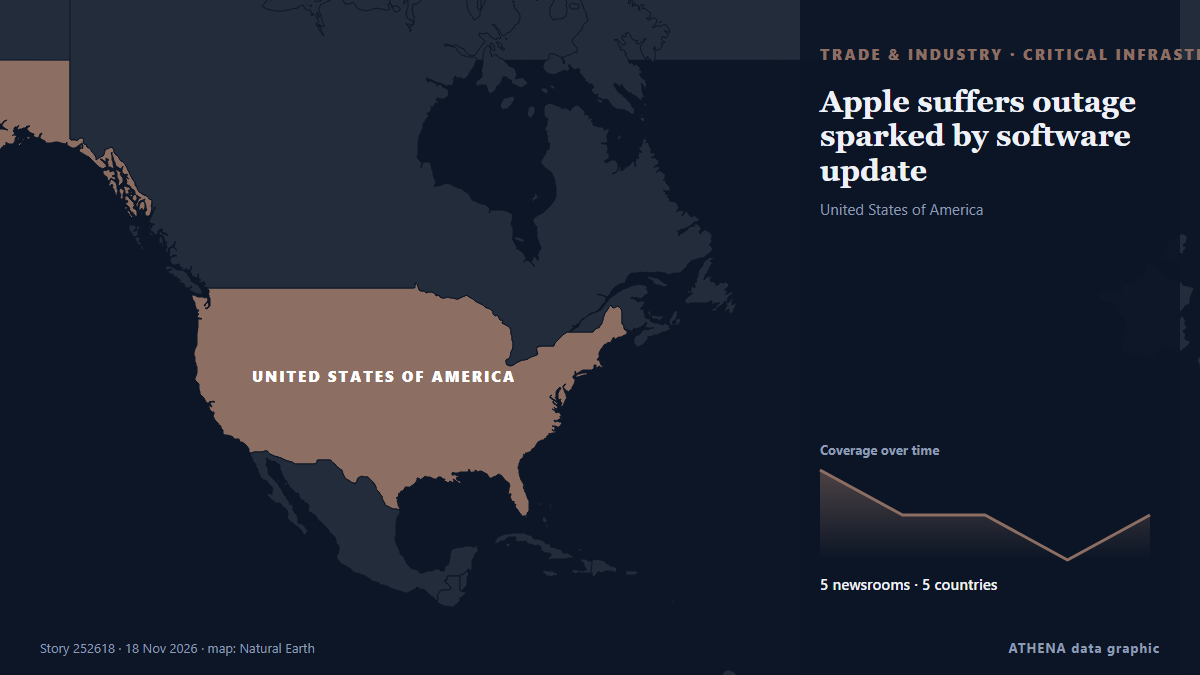 TRADE & INDUSTRY · CRITICAL INFRAST
Apple suffers outage
sparked by software
update
United States of America
UNITED STATES OF AMERICA
Coverage over time
5 newsrooms · 5 countries
Story 252618 · 18 Nov 2026 · map: Natural Earth
ATHENA data graphic